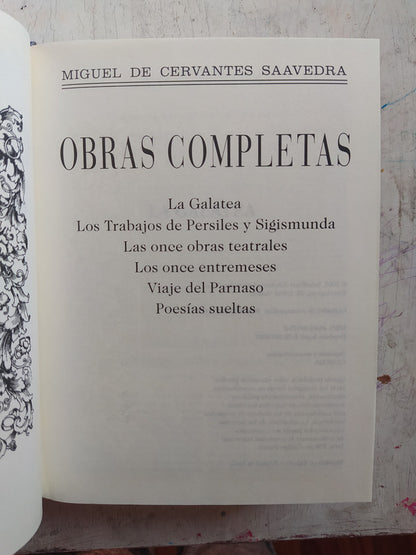 MIGUEL DE CERVANTES SAAVEDRA
OBRAS COMPLETAS
La Galatea
Los Trabajos de Persiles y Sigismunda
Las once obras teatrales
Los once entremeses
Viaje del Parnaso
Poesías sueltas